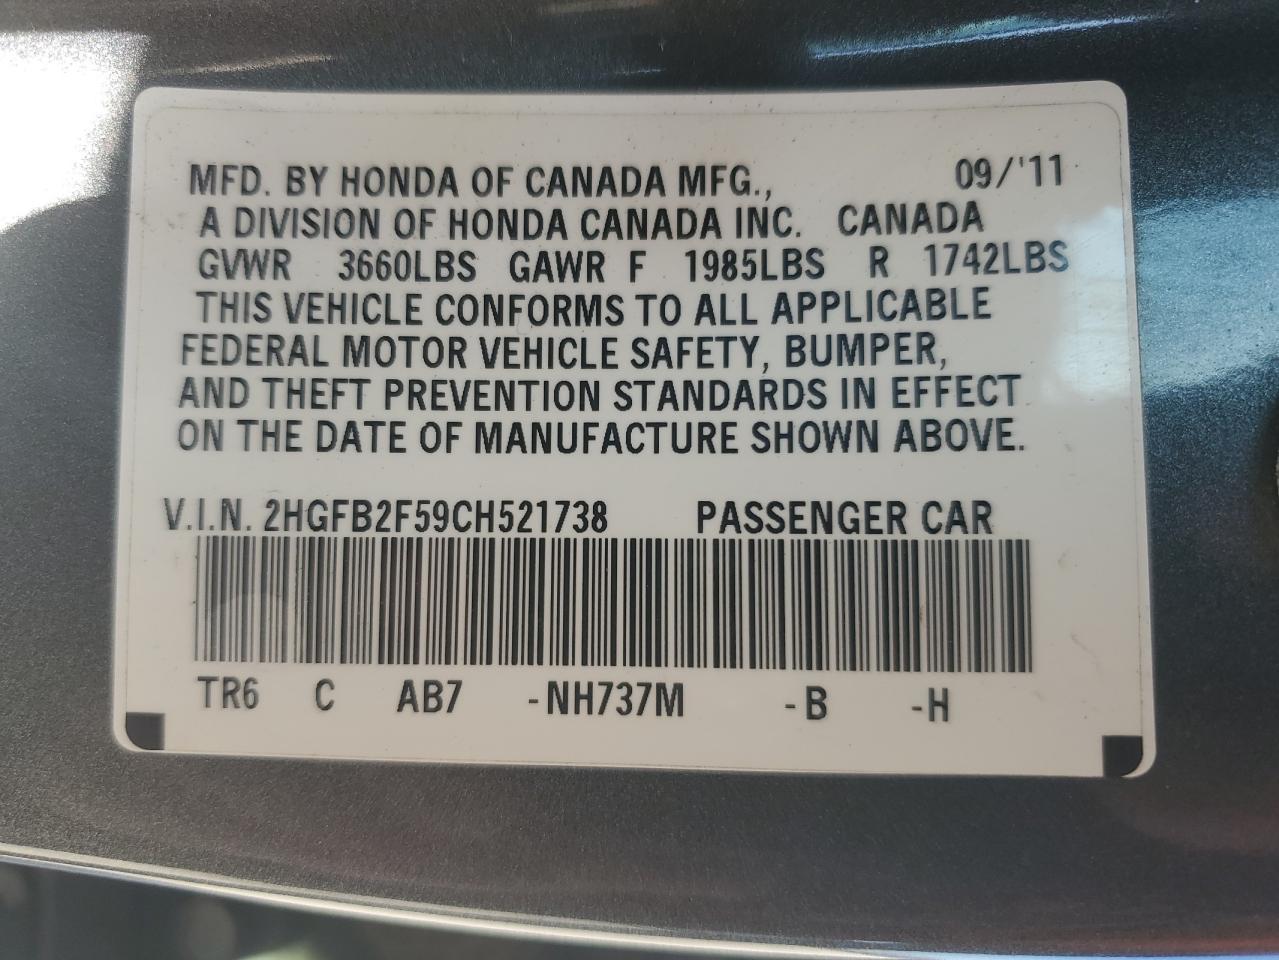 MFD. BY HONDA OF CANADA MFG., 09/'11
A DIVISION OF HONDA CANADA INC. CANADA
GVWR 3660LBS GAWR F 1985LBS R 1742LBS
THIS VEHICLE CONFORMS TO ALL APPLICABLE
FEDERAL MOTOR VEHICLE SAFETY, BUMPER,
AND THEFT PREVENTION STANDARDS IN EFFECT
ON THE DATE OF MANUFACTURE SHOWN ABOVE.
V.I.N. 2HGFB2F59CH521738 PASSENGER CAR
TR6 C AB7 -NH737M -B -H